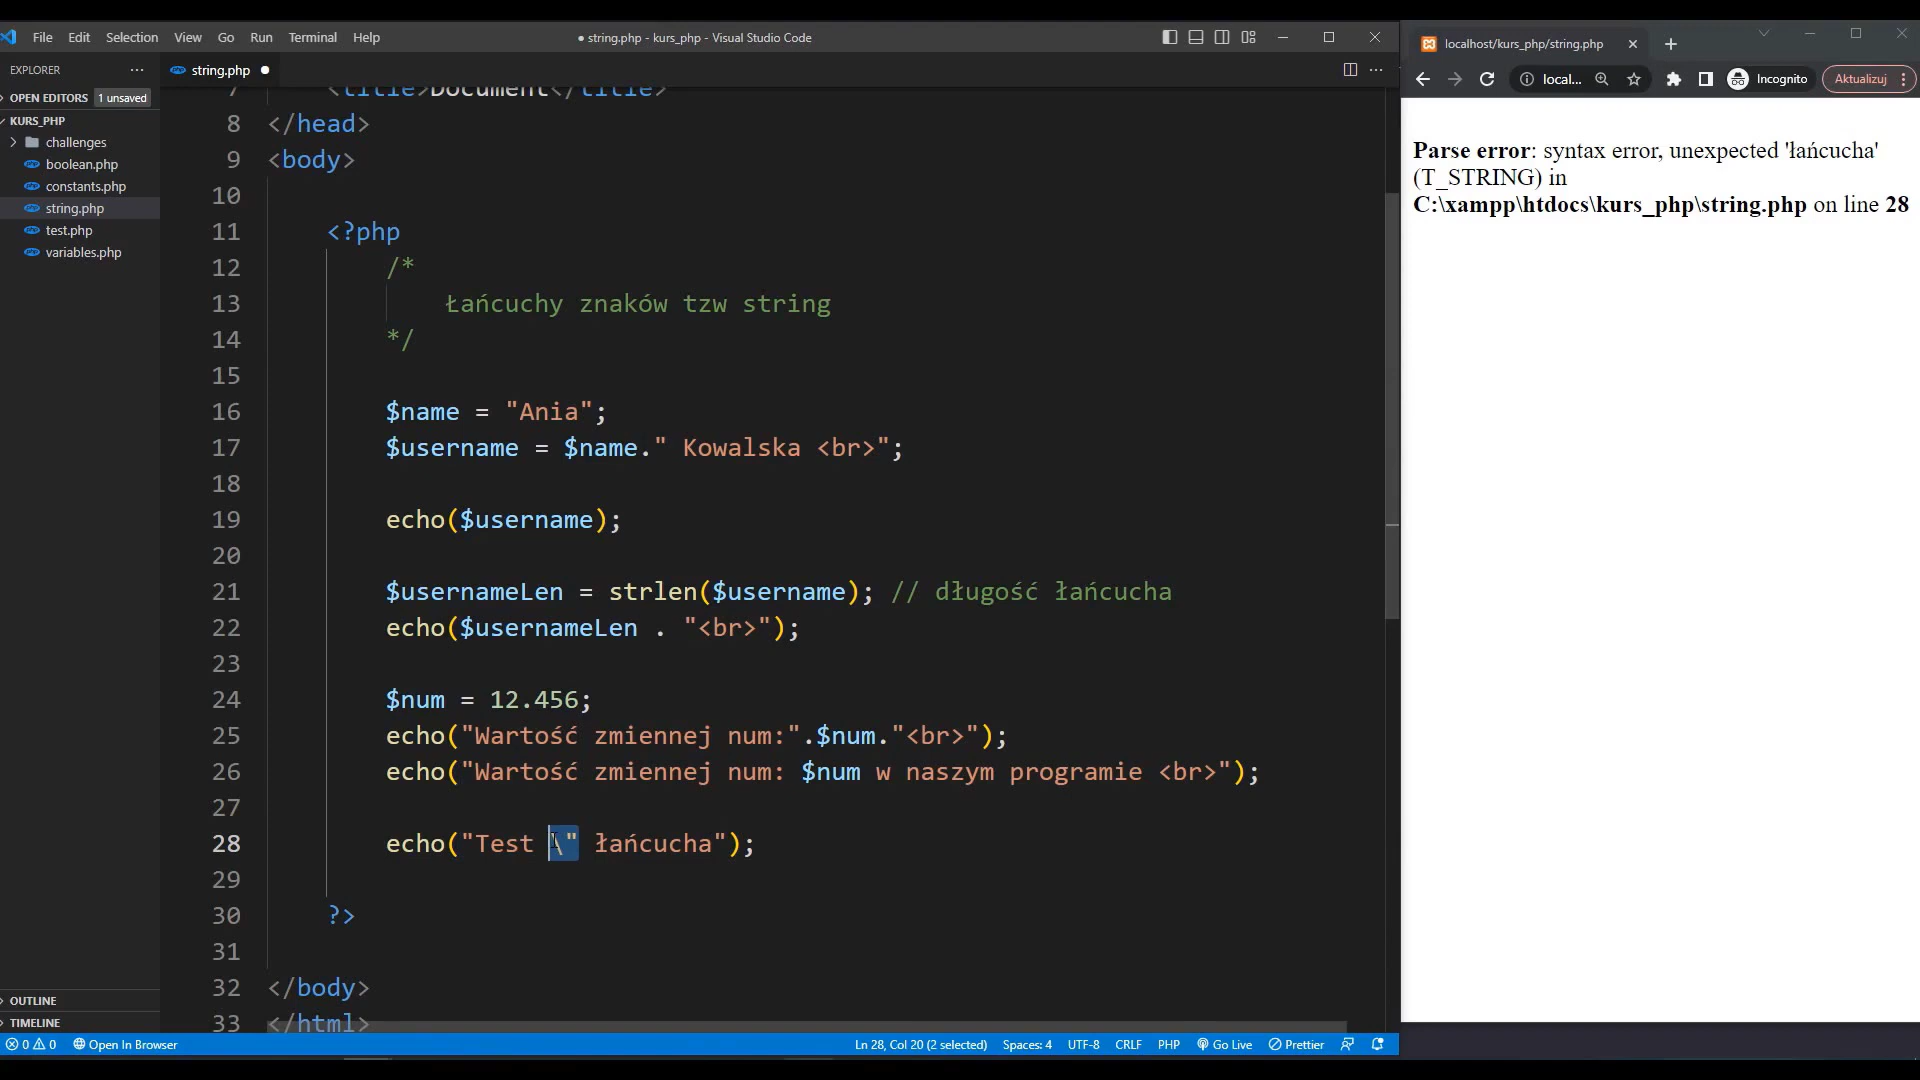 File Edit Selection View Go Run Terminal Help
● string.php - kurs_php - Visual Studio Code
EXPLORER ···
OPEN EDITORS 1 unsaved
KURS_PHP
challenges
boolean.php
constants.php
string.php
test.php
variables.php
OUTLINE
TIMELINE
string.php ●
7 <title>Document</title>
8 </head>
9 <body>
10
11 <?php
12 /*
13 Łańcuchy znaków tzw string
14 */
15
16 $name = "Ania";
17 $username = $name." Kowalska <br>";
18
19 echo($username);
20
21 $usernameLen = strlen($username); // długość łańcucha
22 echo($usernameLen . "<br>");
23
24 $num = 12.456;
25 echo("Wartość zmiennej num:".$num."<br>");
26 echo("Wartość zmiennej num: $num w naszym programie <br>");
27
28 echo("Test \" łańcucha");
29
30 ?>
31
32 </body>
33 </html>
0 0 Open In Browser Ln 28, Col 20 (2 selected) Spaces: 4 UTF-8 CRLF PHP Go Live Prettier
localhost/kurs_php/string.php
local... Incognito Aktualizuj
Parse error: syntax error, unexpected 'łańcucha'
(T_STRING) in
C:\xampp\htdocs\kurs_php\string.php on line 28